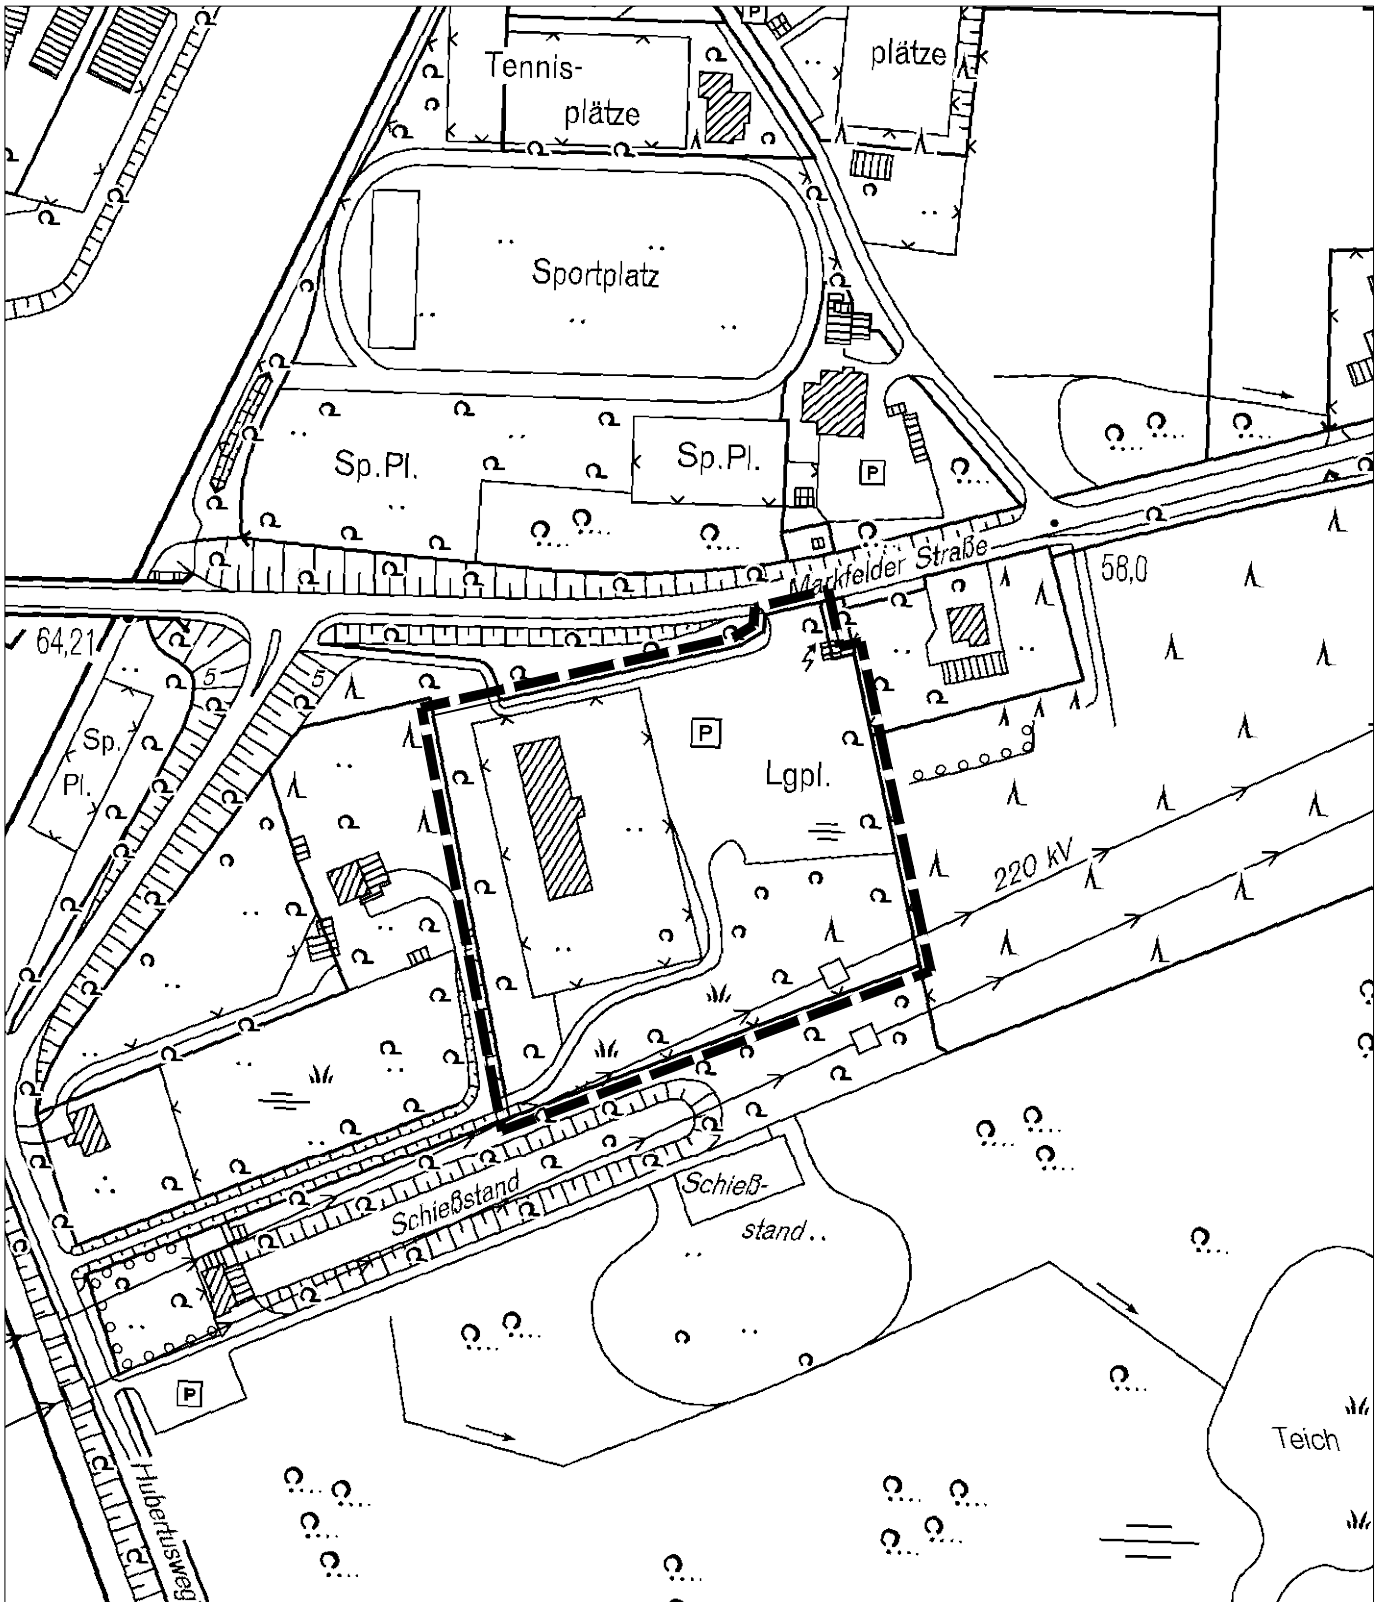 P
plätze
Tennis-
plätze
Sportplatz
Sp.Pl.
Sp.Pl.
P
Markfelder Straße
58,0
64,21
5
5
Sp.
Pl.
P
Lgpl.
220 kV
Schießstand
Schieß-
stand
P
Hubertusweg
Teich